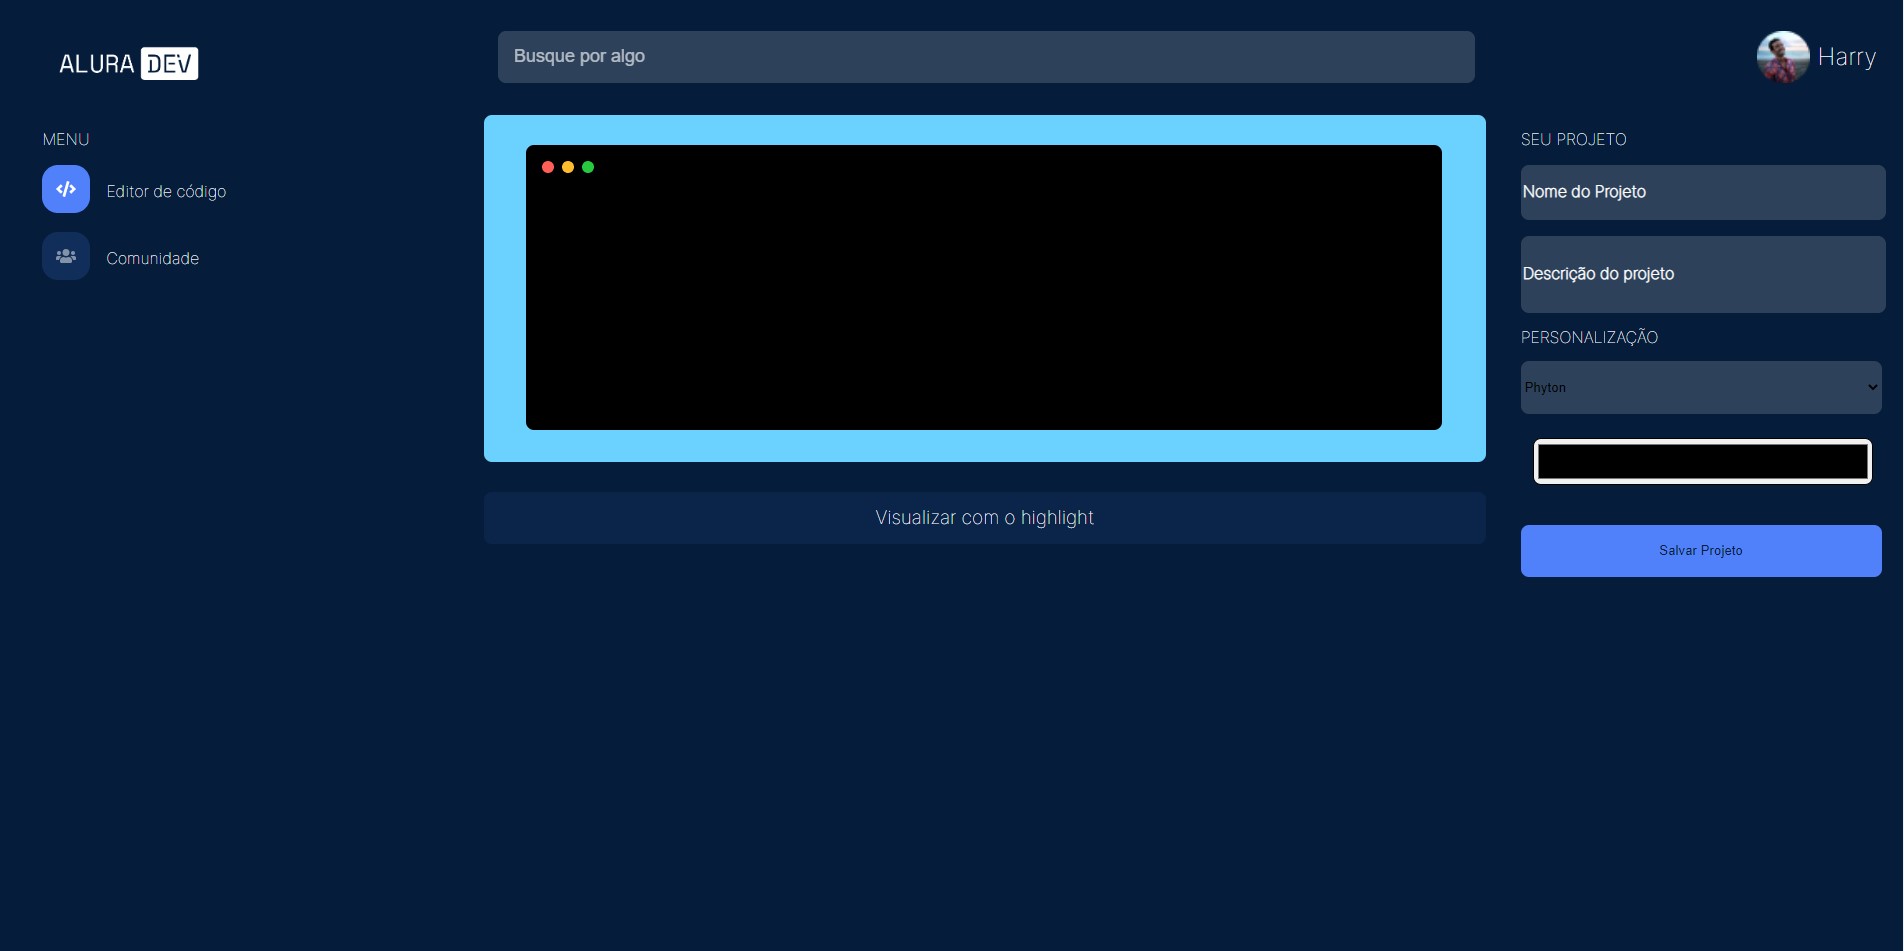 ALURA DEV
Busque por algo
Harry
MENU
Editor de código
Comunidade
Visualizar com o highlight
SEU PROJETO
Nome do Projeto
Descrição do projeto
PERSONALIZAÇÃO
Phyton
Salvar Projeto